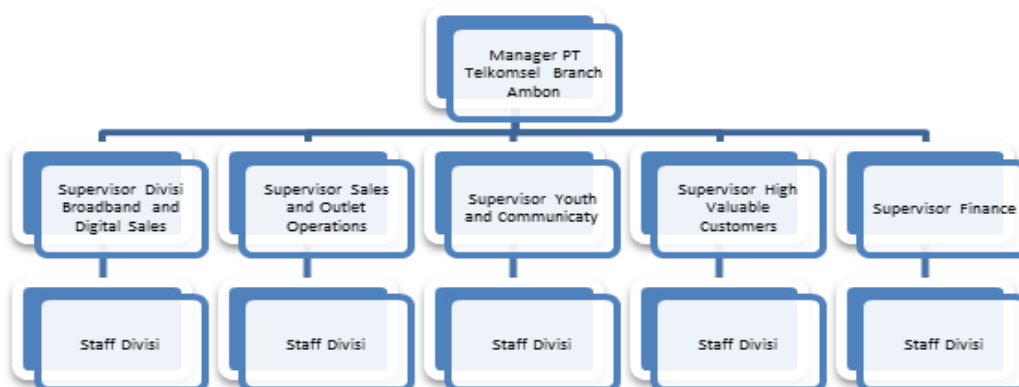 Manager PT
Telkomsel Branch
Ambon
Supervisor Divisi
Broadband and
Digital Sales
Supervisor Sales
and Outlet
Operations
Supervisor Youth
and Communicaty
Supervisor High
Valuable
Customers
Supervisor Finance
Staff Divisi
Staff Divisi
Staff Divisi
Staff Divisi
Staff Divisi